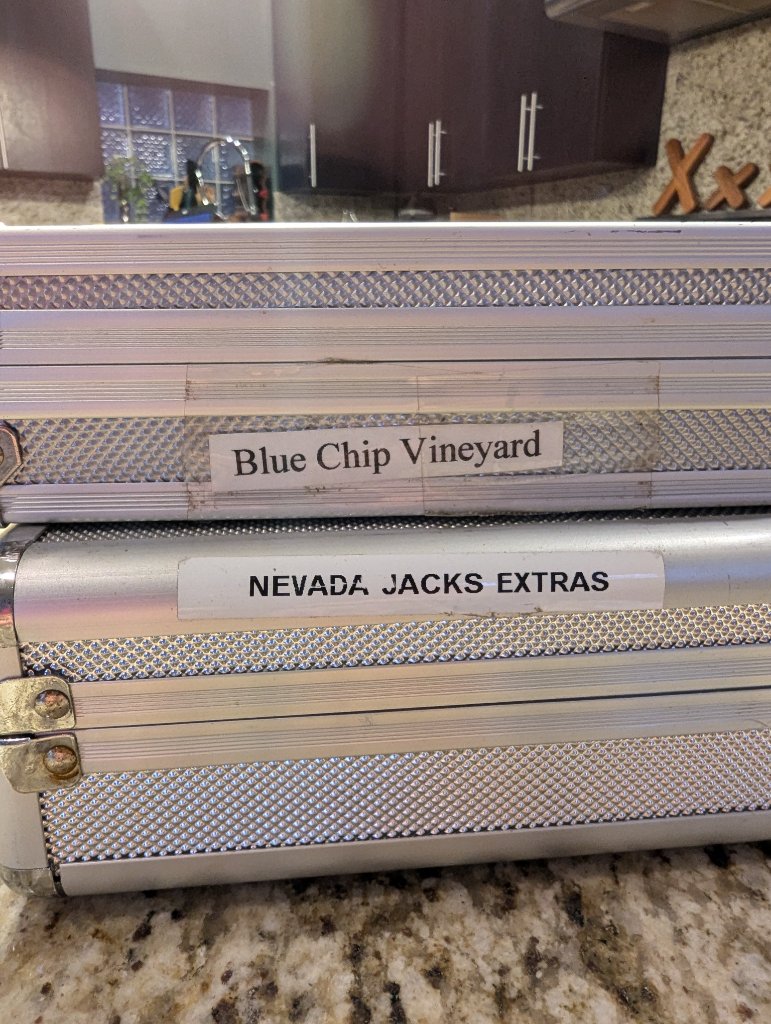 Blue Chip Vineyard
NEVADA JACKS EXTRAS